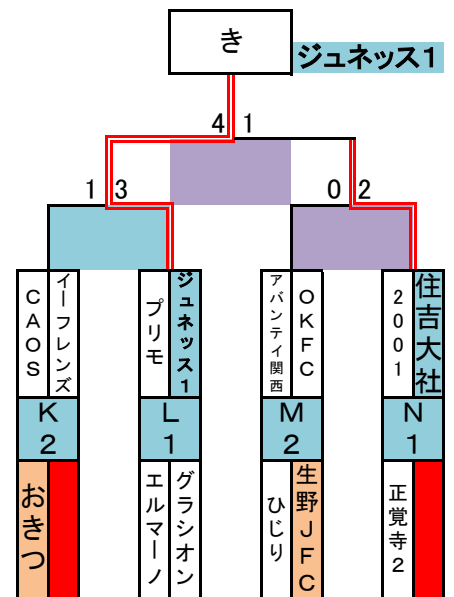 き
ジュネッス1
4 1
1 3
0 2
CAOS
イーフレンズ
プリモ
ジュネッス1
アバンテイ関西
OKFC
2001
住吉大社
K2
L1
M2
N1
おきつ
エルマーノ
グラシオン
ひじり
生野JFC
正覚寺2